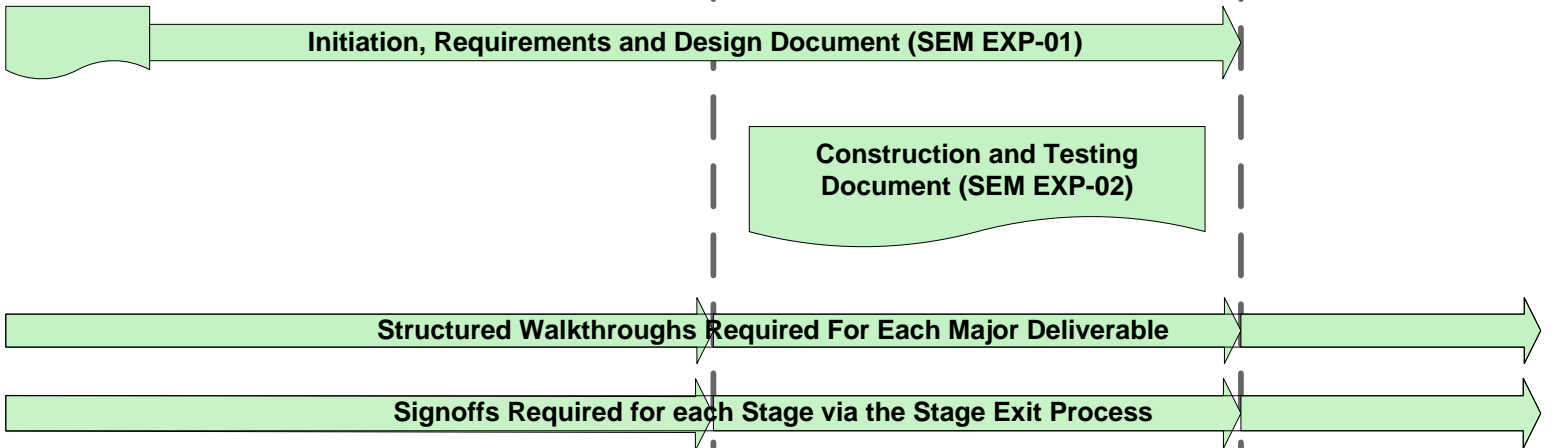 Initiation, Requirements and Design Document (SEM EXP-01)
Construction and Testing
Document (SEM EXP-02)
Structured Walkthroughs Required For Each Major Deliverable
Signoffs Required for each Stage via the Stage Exit Process